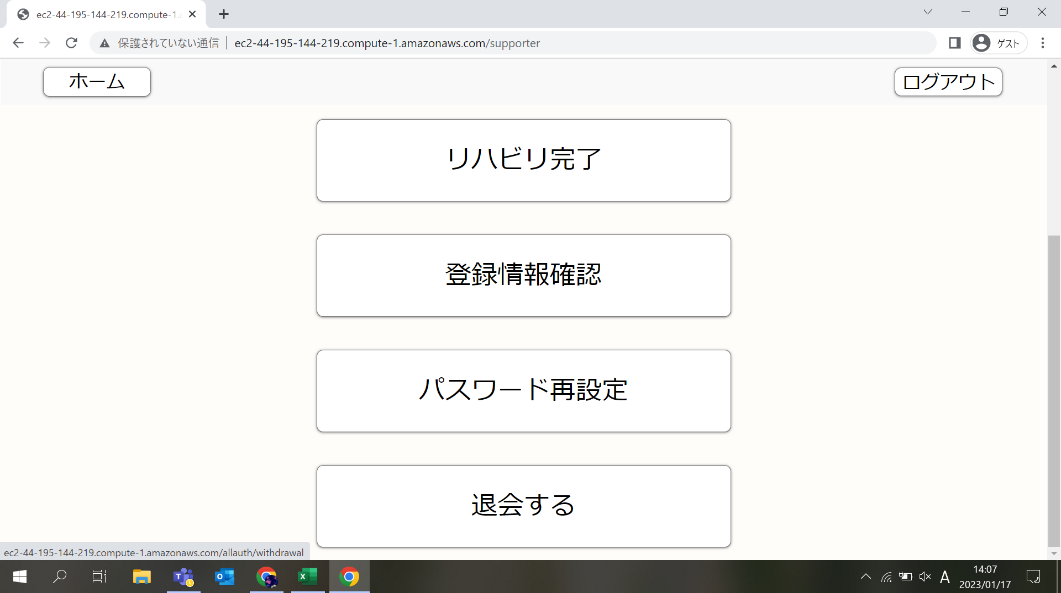 ec2-44-195-144-219.compute-1.
保護されていない通信
ec2-44-195-144-219.compute-1.amazonaws.com/supporter
ゲスト
ホーム
ログアウト
リハビリ完了
登録情報確認
パスワード再設定
退会する
ec2-44-195-144-219.compute-1.amazonaws.com/allauth/withdrawal
A
14:07
2023/01/17